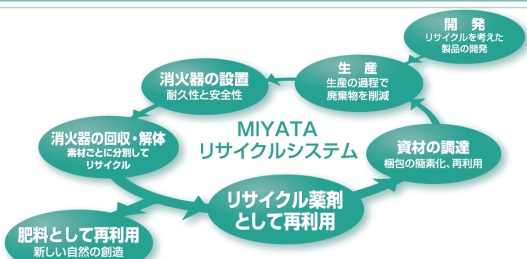 開 発
リサイクルを考えた
製品の開発
生 産
生産の過程で
廃棄物を削減
消火器の設置
耐久性と安全性
消火器の回収・解体
素材ごとに分別して
リサイクル
MIYATA
リサイクルシステム
資材の調達
梱包の簡素化、再利用
リサイクル薬剤
として再利用
肥料として再利用
新しい自然の創造